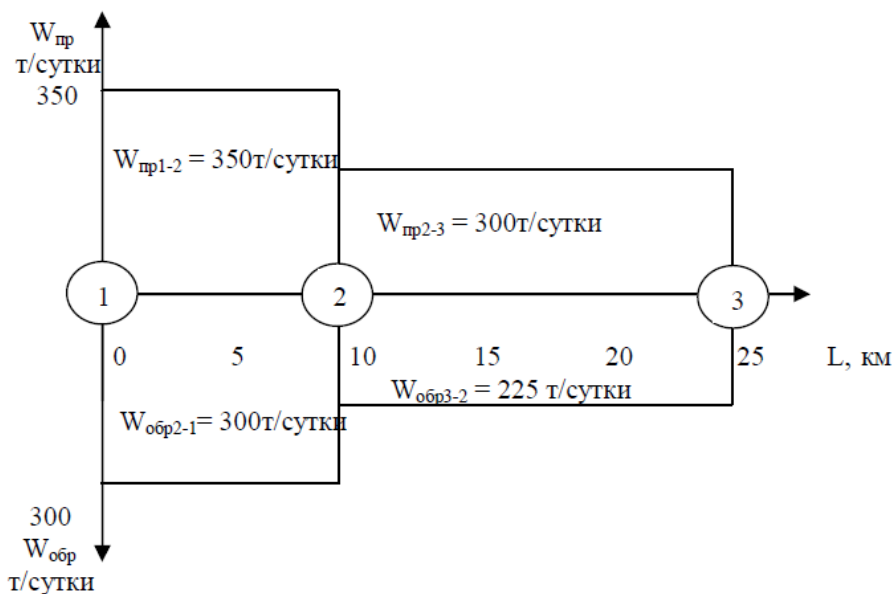 Wпр
т/сутки
350
Wпр1-2 = 350т/сутки
Wпр2-3 = 300т/сутки
1 2 3
0 5 10 15 20 25 L, км
Wобр3-2 = 225 т/сутки
Wобр2-1= 300т/сутки
300
Wобр
т/сутки